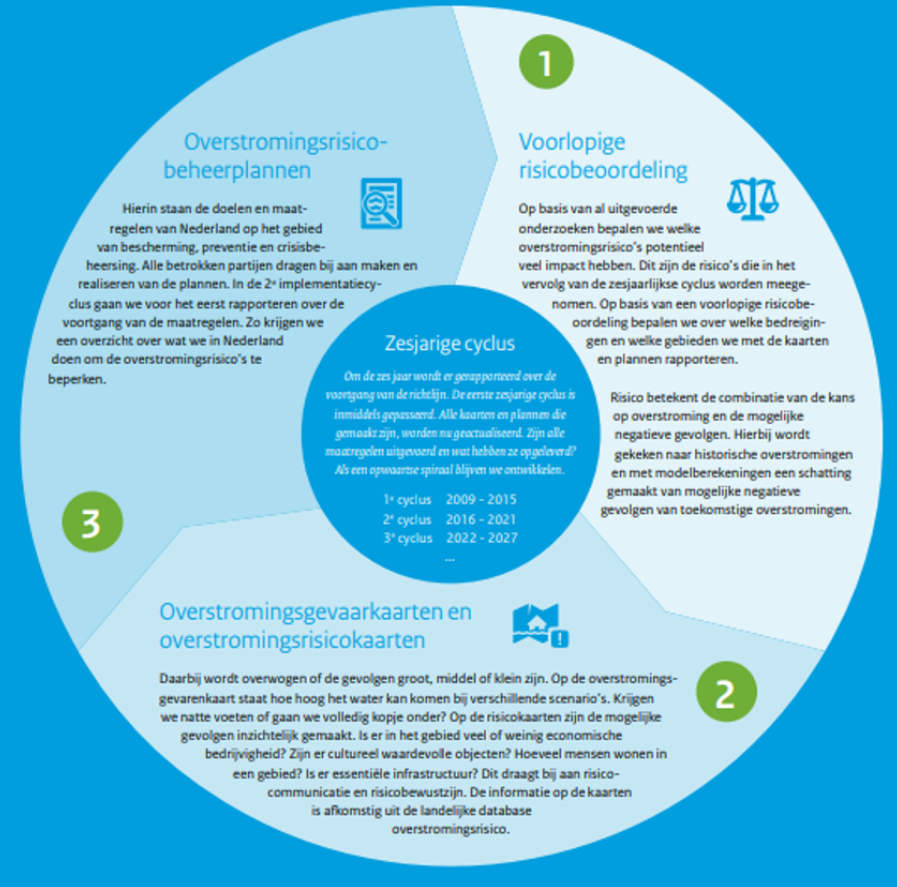 1
Voorlopige
risicobeoordeling
Op basis van al uitgevoerde
onderzoeken bepalen we welke
overstromingsrisico's potentieel
veel impact hebben. Dit zijn de risico's die in het
vervolg van de zesjaarlijkse cyclus worden meege-
nomen. Op basis van een voorlopige risicobe-
oordeling bepalen we over welke bedreigin-
gen en welke gebieden we met de kaarten
en plannen rapporteren.
Risico betekent de combinatie van de kans
op overstroming en de mogelijke
negatieve gevolgen. Hierbij wordt
gekeken naar historische overstromingen
en met modelberekeningen een schatting
gemaakt van mogelijke negatieve
gevolgen van toekomstige overstromingen.
2
Overstromingsgevaarkaarten en
overstromingsrisicokaarten
Daarbij wordt overwogen of de gevolgen groot, middel of klein zijn. Op de overstromings-
gevarenkaart staat hoe hoog het water kan komen bij verschillende scenario's. Krijgen
we natte voeten of gaan we volledig kopje onder? Op de risicokaarten zijn de mogelijke
gevolgen inzichtelijk gemaakt. Is er in het gebied veel of weinig economische
bedrijvigheid? Zijn er cultureel waardevolle objecten? Hoeveel mensen wonen in
een gebied? Is er essentiële infrastructuur? Dit draagt bij aan risico-
communicatie en risicobewustzijn. De informatie op de kaarten
is afkomstig uit de landelijke database
overstromingsrisico.
3
Overstromingsrisico-
beheerplannen
Hierin staan de doelen en maat-
regelen van Nederland op het gebied
van bescherming, preventie en crisisbe-
heersing. Alle betrokken partijen dragen bij aan maken en
realiseren van de plannen. In de 2e implementatiecy-
clus gaan we voor het eerst rapporteren over de
voortgang van de maatregelen. Zo krijgen we
een overzicht over wat we in Nederland
doen om de overstromingsrisico's te
beperken.
Zesjarige cyclus
Om de zes jaar wordt er gerapporteerd over de
voortgang van de richtlijn. De eerste zesjarige cyclus is
inmiddels gepasseerd. Alle kaarten en plannen die
gemaakt zijn, worden nu geactualiseerd. Zijn alle
maatregelen uitgevoerd en wat hebben ze opgeleverd?
Als een opwaartse spiraal blijven we ontwikkelen.
1e cyclus 2009 - 2015
2e cyclus 2016 - 2021
3e cyclus 2022 - 2027
...